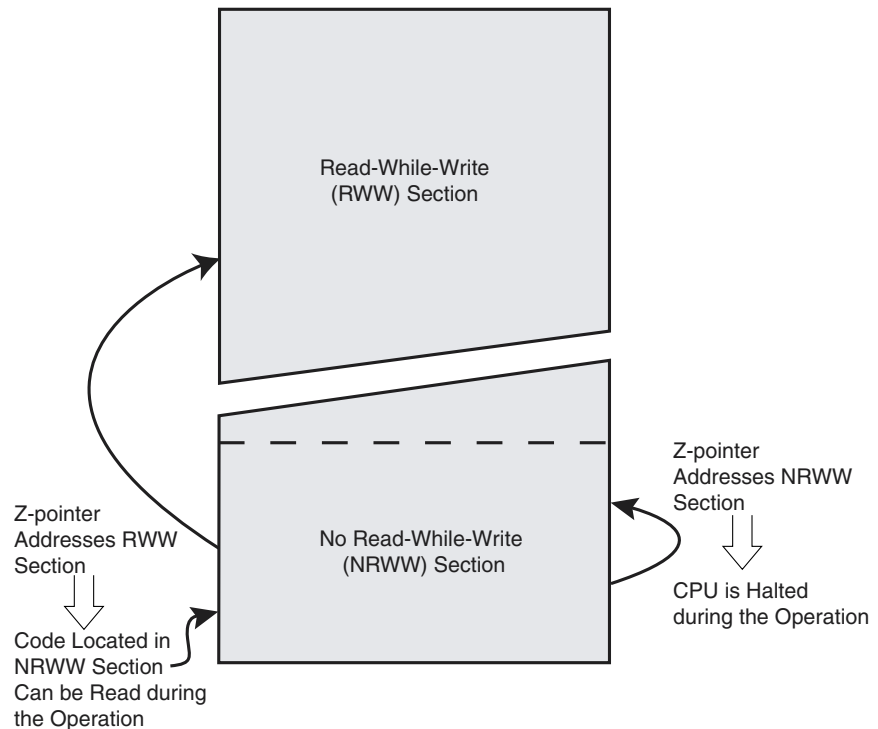 Read-While-Write
(RWW) Section
Z-pointer
Addresses NRWW
Section
CPU is Halted
during the Operation
No Read-While-Write
(NRWW) Section
Z-pointer
Addresses RWW
Section
Code Located in
NRWW Section
Can be Read during
the Operation